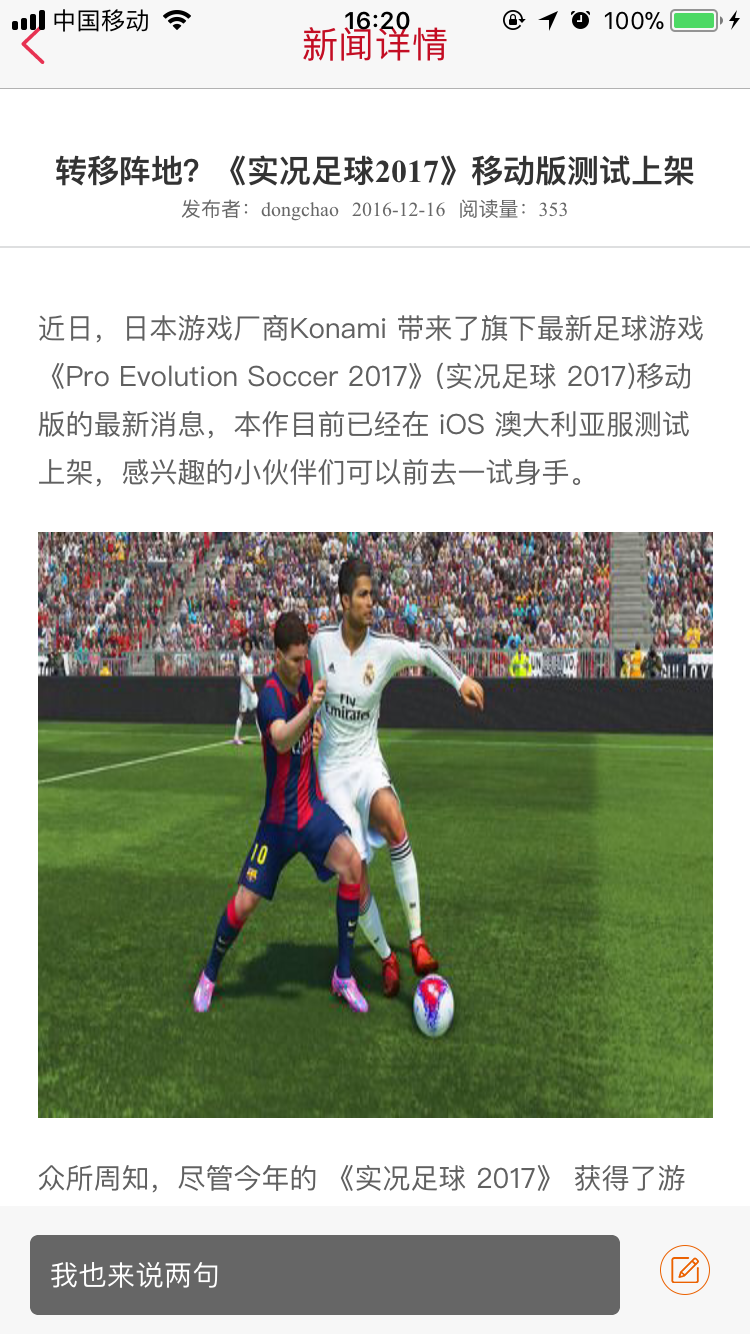 中国移动 16:20 100%
新闻详情
转移阵地？《实况足球2017》移动版测试上架
发布者：dongchao 2016-12-16 阅读量：353
近日，日本游戏厂商Konami 带来了旗下最新足球游戏
《Pro Evolution Soccer 2017》(实况足球 2017)移动
版的最新消息，本作目前已经在 iOS 澳大利亚服测试
上架，感兴趣的小伙伴们可以前去一试身手。
Fly
Emirates
10
众所周知，尽管今年的 《实况足球 2017》 获得了游
我也来说两句